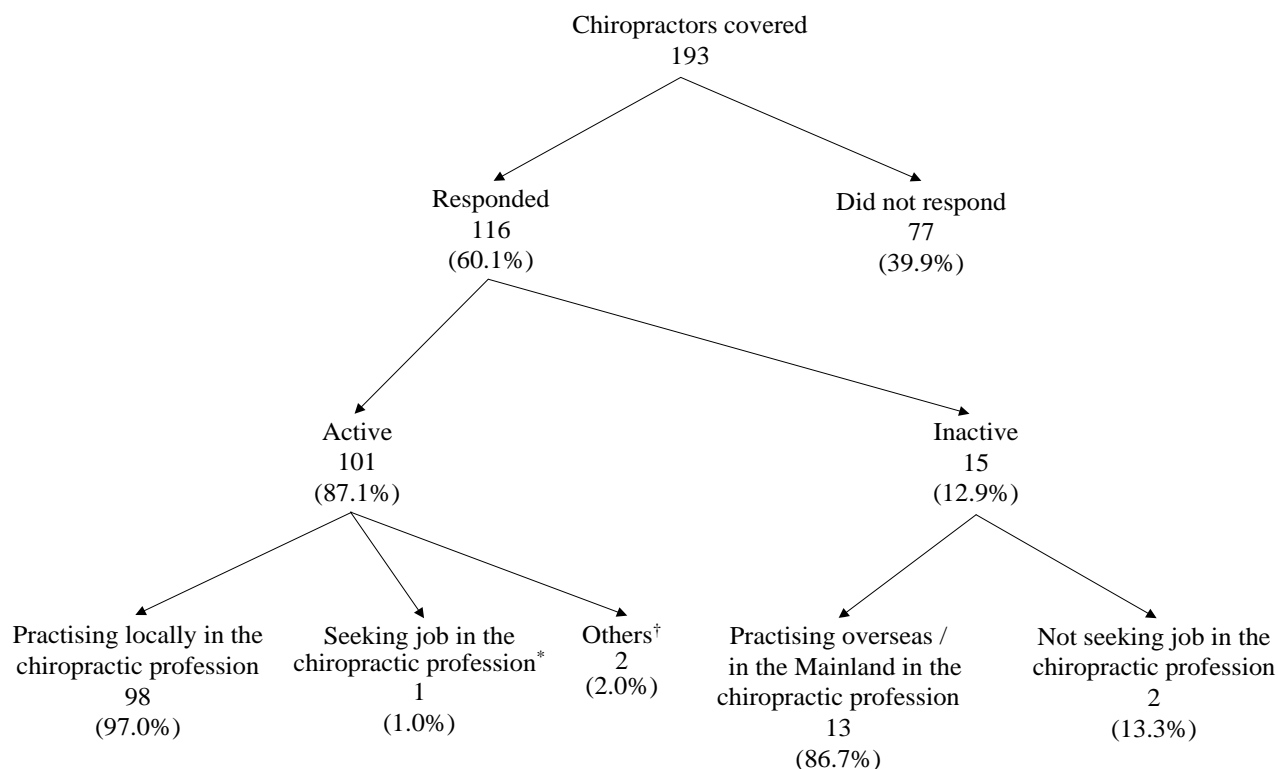 Chiropractors covered
193
Responded
116
(60.1%)
Did not respond
77
(39.9%)
Active
101
(87.1%)
Inactive
15
(12.9%)
Practising locally in the
chiropractic profession
98
(97.0%)
Seeking job in the
chiropractic profession*
1
(1.0%)
Others†
2
(2.0%)
Practising overseas /
in the Mainland in the
chiropractic profession
13
(86.7%)
Not seeking job in the
chiropractic profession
2
(13.3%)